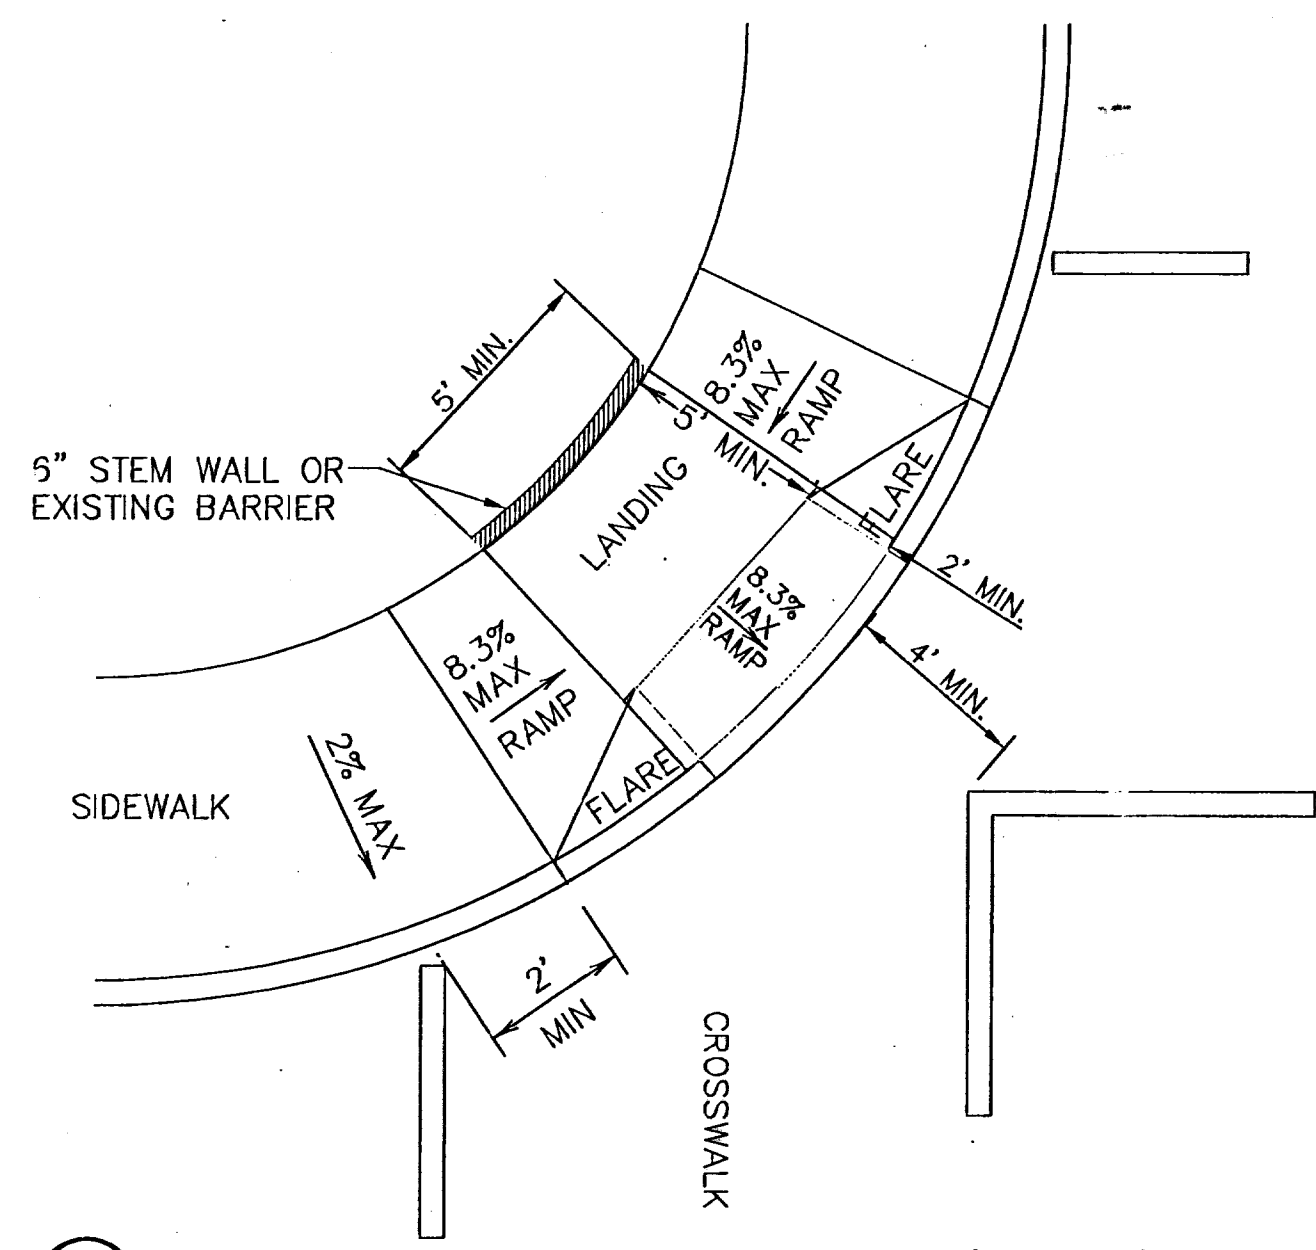 5' MIN.
6" STEM WALL OR
EXISTING BARRIER
8.3%
MAX
RAMP
5'
MIN.
FLARE
LANDING
2' MIN.
8.3%
MAX
RAMP
4' MIN.
8.3%
MAX
RAMP
FLARE
2% MAX
SIDEWALK
2'
MIN
CROSSWALK